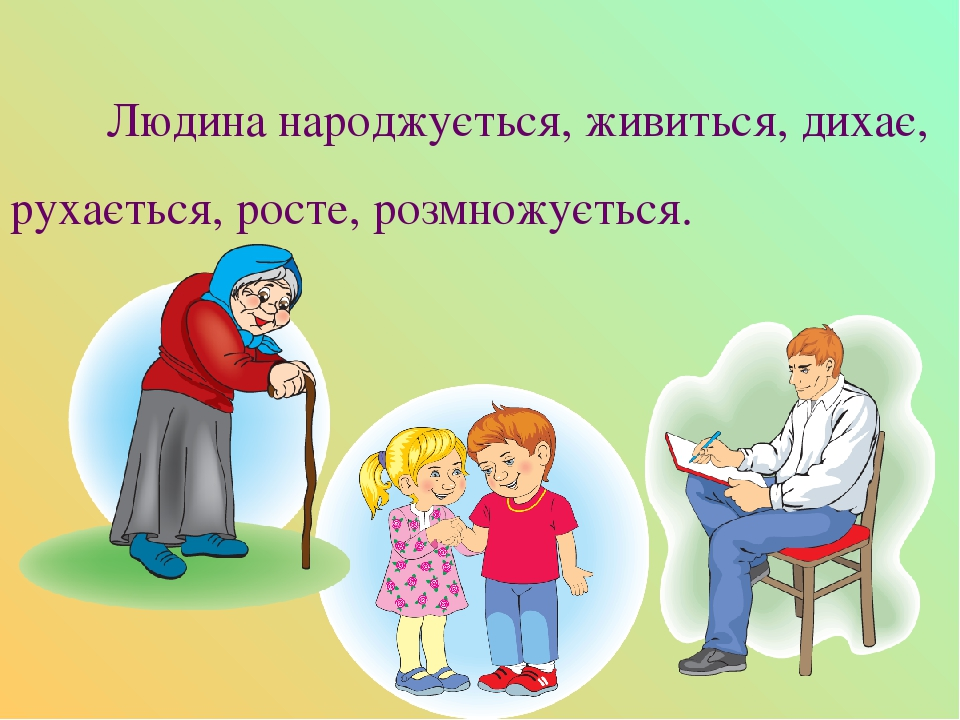 Людина народжується, живиться, дихає,
рухається, росте, розмножується.